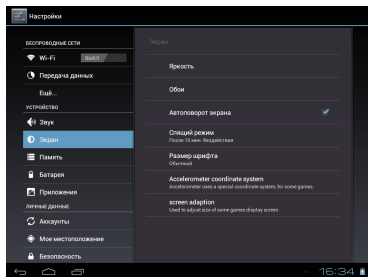 Настройки
БЕСПРОВОДНЫЕ СЕТИ
Wi-Fi
ВЫКЛ
Передача данных
Ещё...
УСТРОЙСТВО
Звук
Экран
Память
Батарея
Приложения
ЛИЧНЫЕ ДАННЫЕ
Аккаунты
Мое местоположение
Безопасность
Экран
Яркость
Обои
Автоповорот экрана
Спящий режим
После 10 мин. бездействия
Размер шрифта
Обычный
Accelerometer coordinate system
Accelerometer uses a special coordinate system, for some games.
screen adaption
Used to adjust size of some games display screen .
16:34